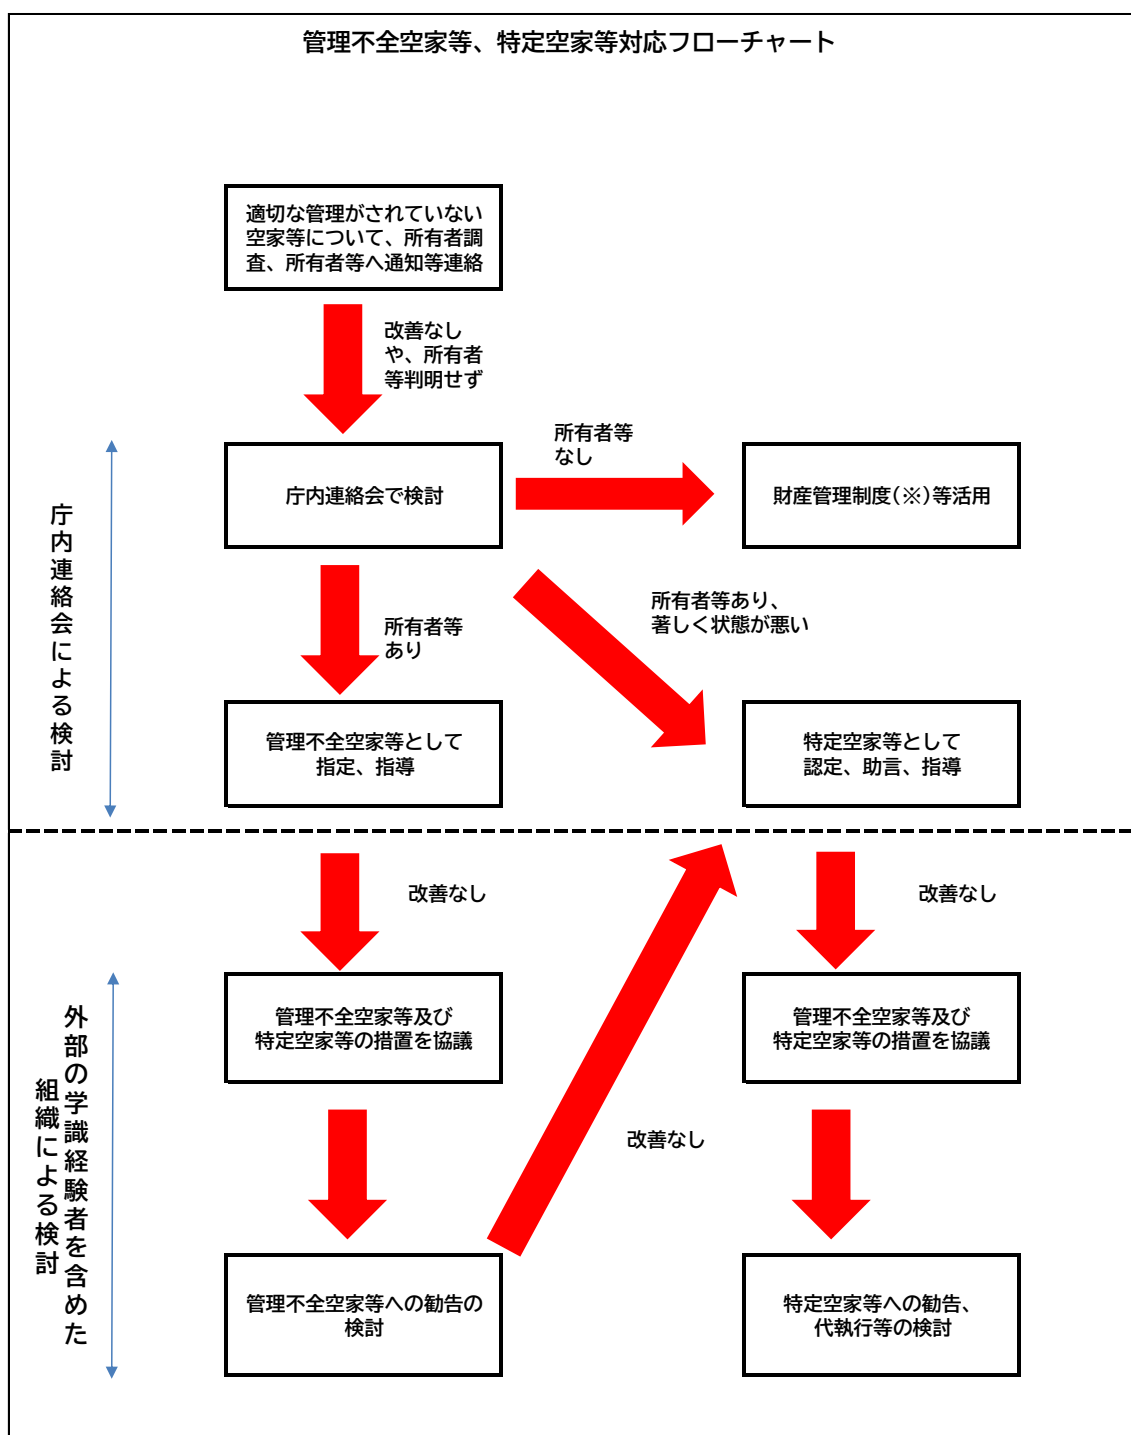 管理不全空家等、特定空家等対応フローチャート
適切な管理がされていない
空家等について、所有者調
査、所有者等へ通知等連絡
改善なし
や、所有者
等判明せず
庁内連絡会による検討
庁内連絡会で検討
所有者等
なし
財産管理制度(※)等活用
所有者等
あり
所有者等あり、
著しく状態が悪い
管理不全空家等として
指定、指導
特定空家等として
認定、助言、指導
改善なし
改善なし
外部の学識経験者を含めた
組織による検討
管理不全空家等及び
特定空家等の措置を協議
管理不全空家等及び
特定空家等の措置を協議
改善なし
管理不全空家等への勧告の
検討
特定空家等への勧告、
代執行等の検討